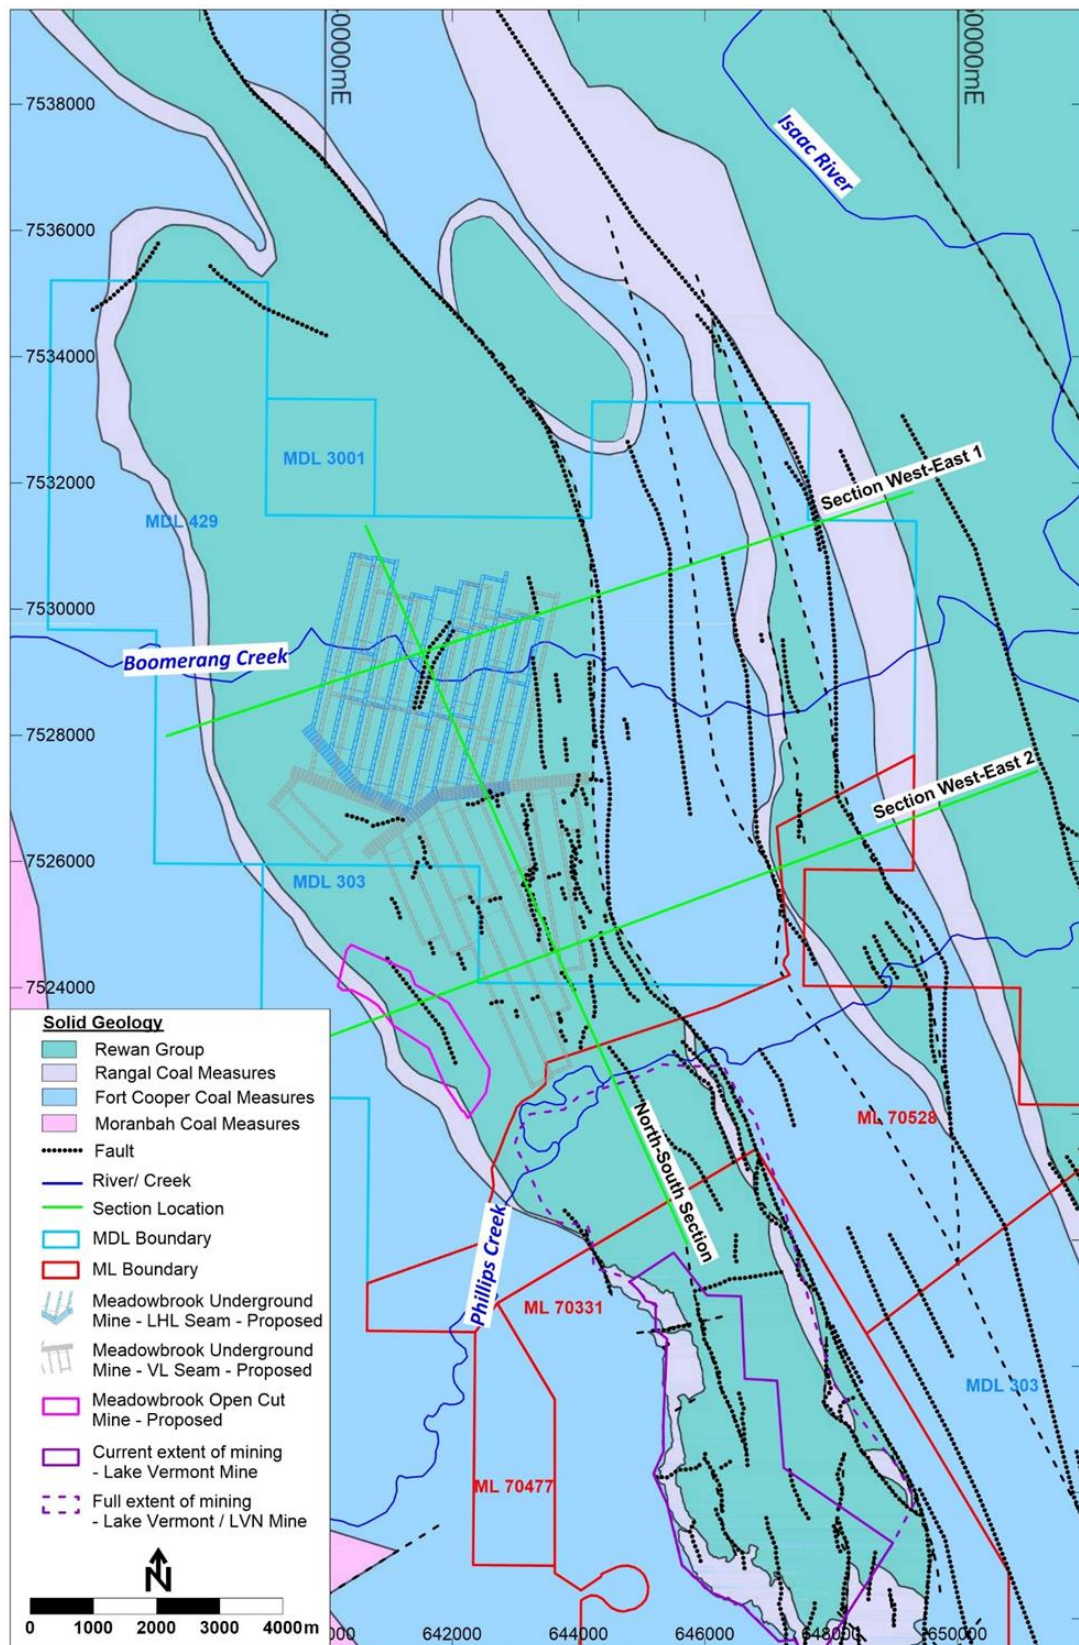 0000mE
0000mE
7538000
Isaac River
7536000
7534000
MDL 3001
7532000
Section West-East 1
MDL 429
7530000
Boomerang Creek
7528000
Section West-East 2
7526000
MDL 303
7524000
Solid Geology
Rewan Group
Rangal Coal Measures
Fort Cooper Coal Measures
Moranbah Coal Measures
Fault
River/ Creek
Section Location
MDL Boundary
ML Boundary
Meadowbrook Underground
Mine - LHL Seam - Proposed
Meadowbrook Underground
Mine - VL Seam - Proposed
Meadowbrook Open Cut
Mine - Proposed
Current extent of mining
- Lake Vermont Mine
Full extent of mining
- Lake Vermont / LVN Mine
N
0 1000 2000 3000 4000m
North-South Section
ML 70528
Phillips Creek
ML 70331
MDL 303
ML 70477
0000
642000
644000
646000
648000
650000